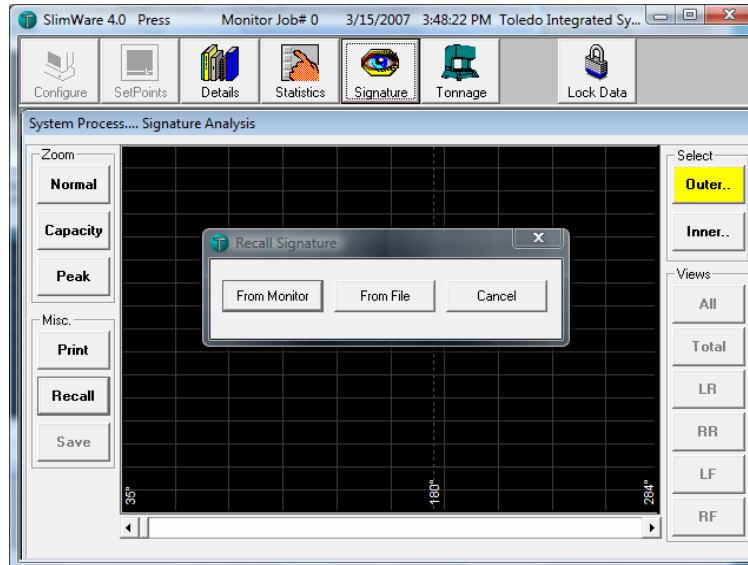 SlimWare 4.0 Press Monitor Job# 0 3/15/2007 3:48:22 PM Toledo Integrated Sy...
Configure SetPoints Details Statistics Signature Tonnage Lock Data
System Process.... Signature Analysis
Zoom
Normal
Capacity
Peak
Misc.
Print
Recall
Save
Recall Signature
From Monitor From File Cancel
35°
180°
284°
Select
Outer..
Inner..
Views
All
Total
LR
RR
LF
RF